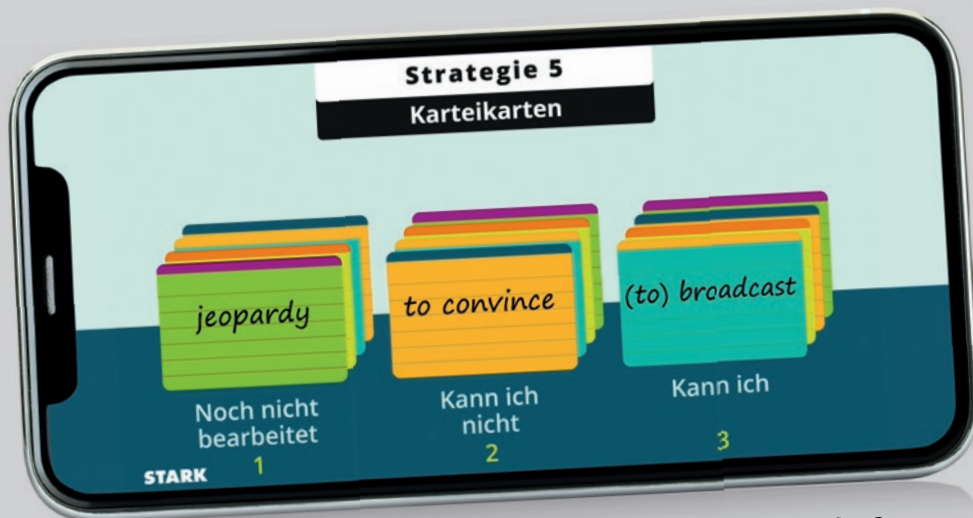 Strategie 5
Karteikarten
jeopardy
to convince
(to) broadcast
Noch nicht
bearbeitet
1
Kann ich
nicht
2
Kann ich
3
STARK